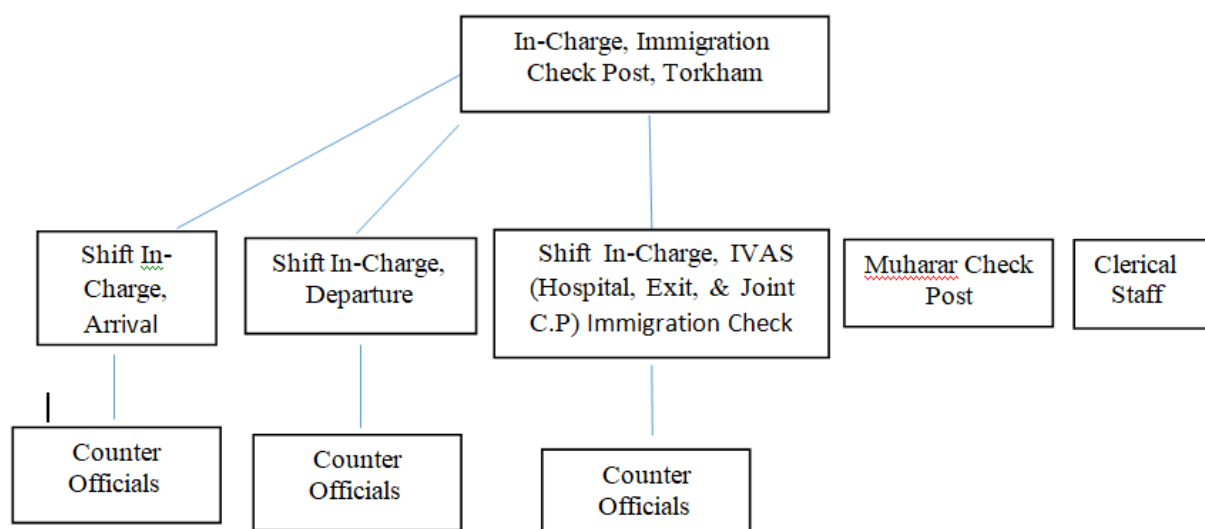 In-Charge, Immigration
Check Post, Torkham
Shift In-
Charge,
Arrival
Shift In-Charge,
Departure
Shift In-Charge, IVAS
(Hospital, Exit, & Joint
C.P) Immigration Check
Muharar Check
Post
Clerical
Staff
Counter
Officials
Counter
Officials
Counter
Officials